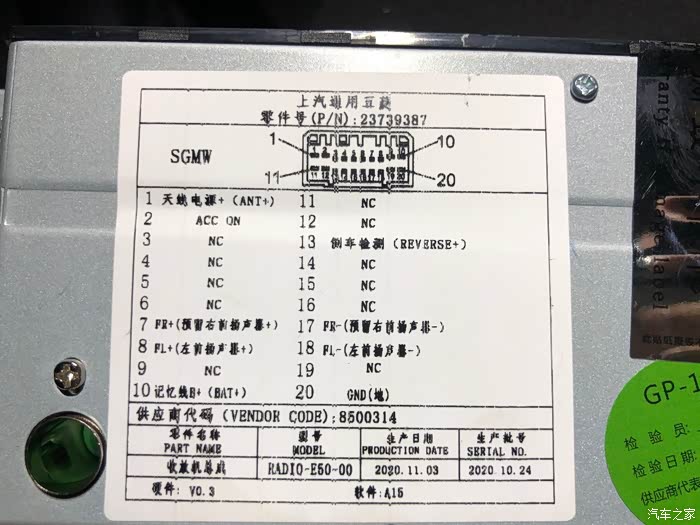 上汽通用五菱
零件号(P/N):23739387
SGMW
1 10
11 20
1 天线电源+(ANT+) 11 NC
2 ACC ON 12 NC
3 NC 13 倒车检测(REVERSE+)
4 NC 14 NC
5 NC 15 NC
6 NC 16 NC
7 FR+(预留右前扬声器+) 17 FR-(预留右前扬声器-)
8 FL+(左前扬声器+) 18 FL-(左前扬声器-)
9 NC 19 NC
10 记忆线B+(BAT+) 20 GND(地)
供应商代码(VENDOR CODE):8500314
零件名称 型号 生产日期 生产批号
PART NAME MODEL PRODUCTION DATE SERIAL NO.
收放机总成 RADIO-E50-00 2020.11.03 2020.10.24
硬件: V0.3 软件:A15
GP-1
检验员:
检验日期:
供应商代表
汽车之家